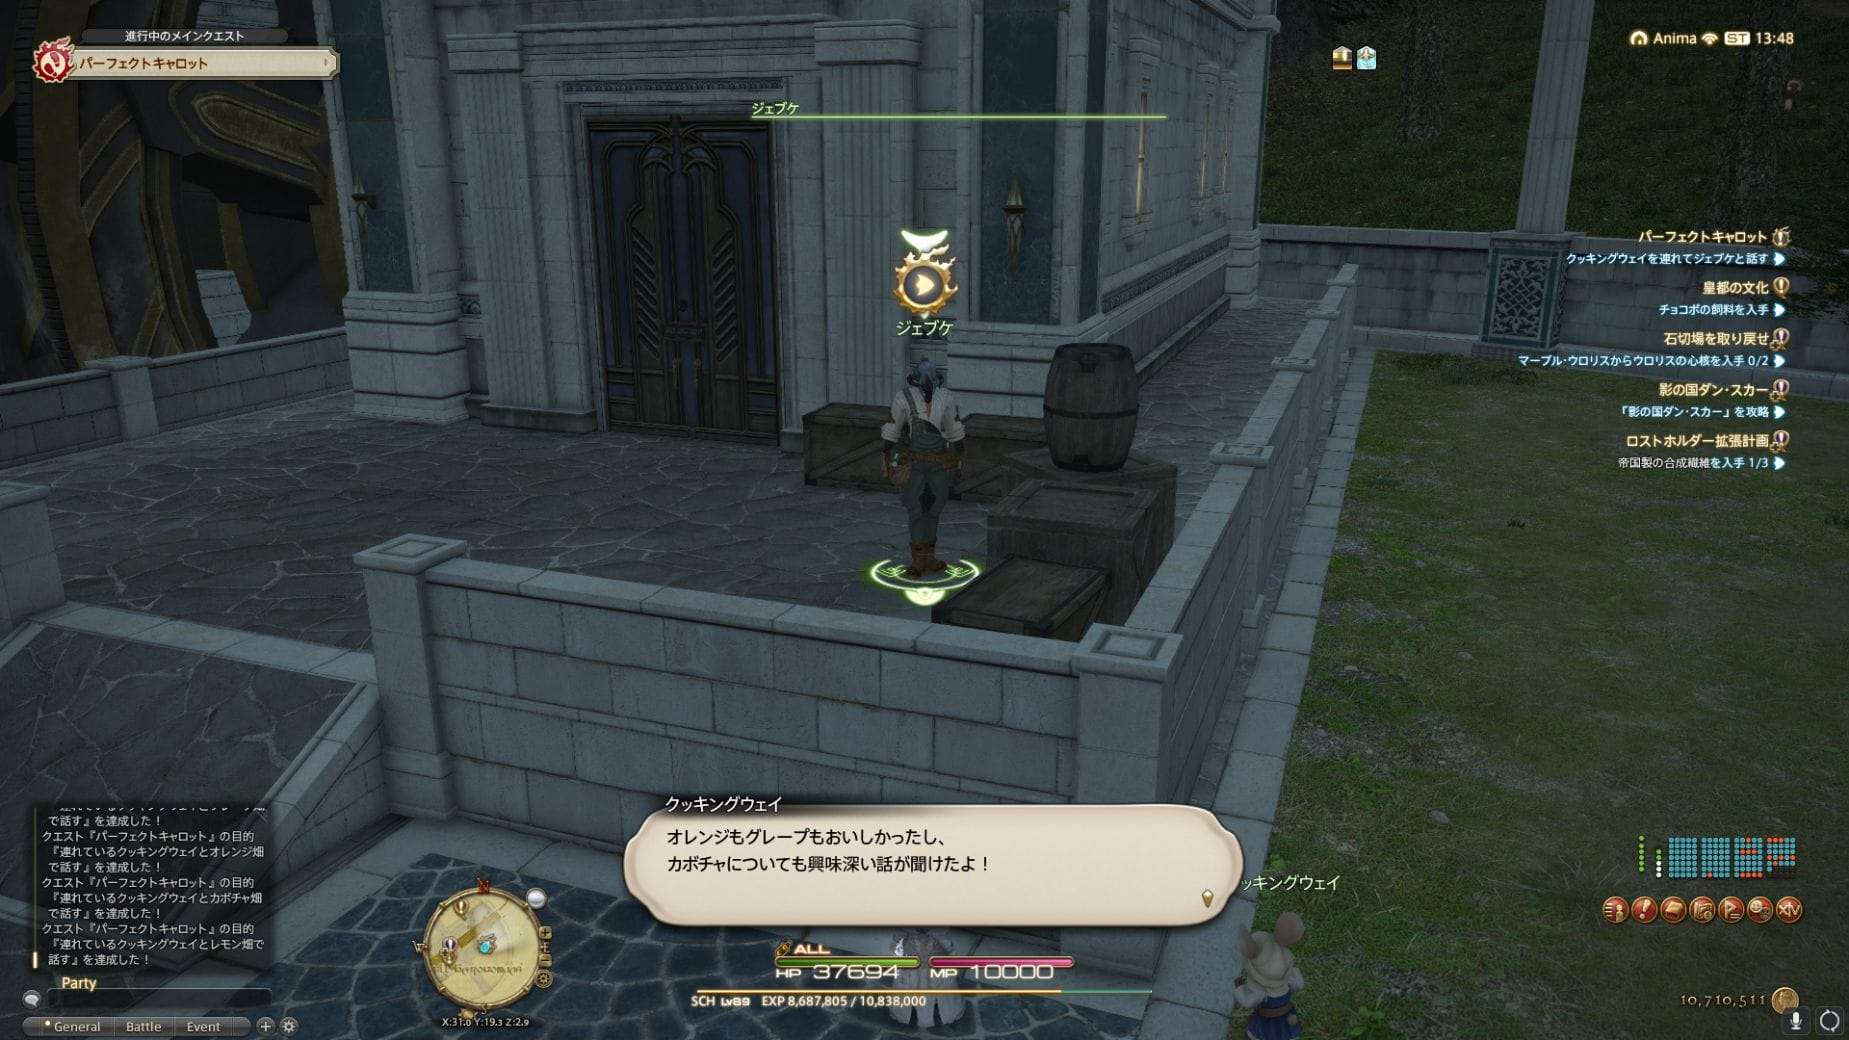 進行中のメインクエスト
パーフェクトキャロット
Anima ST 13:48
ジェブケ
ジェブケ
パーフェクトキャロット
クッキングウェイを連れてジェブケと話す
皇都の文化
チョコボの飼料を入手
石切場を取り戻せ
マーブル・ウロリスからウロリスの心核を入手 0/2
影の国ダン・スカー
「影の国ダン・スカー」を攻略
ロストホルダー拡張計画
帝国製の合成繊維を入手 1/3
クッキングウェイ
オレンジもグレープもおいしかったし、
カボチャについても興味深い話が聞けたよ！
ッキングウェイ
で話す』を達成した！
クエスト『パーフェクトキャロット』の目的
『連れているクッキングウェイとオレンジ畑
で話す』を達成した！
クエスト『パーフェクトキャロット』の目的
『連れているクッキングウェイとカボチャ畑
で話す』を達成した！
クエスト『パーフェクトキャロット』の目的
『連れているクッキングウェイとレモン畑で
話す』を達成した！
Party
General Battle Event
N
X:31.0 Y:19.3 Z:2.9
ALL
HP 37694 MP 10000
SCH Lv89 EXP 8,687,805 / 10,838,000
XIV
10,710,511